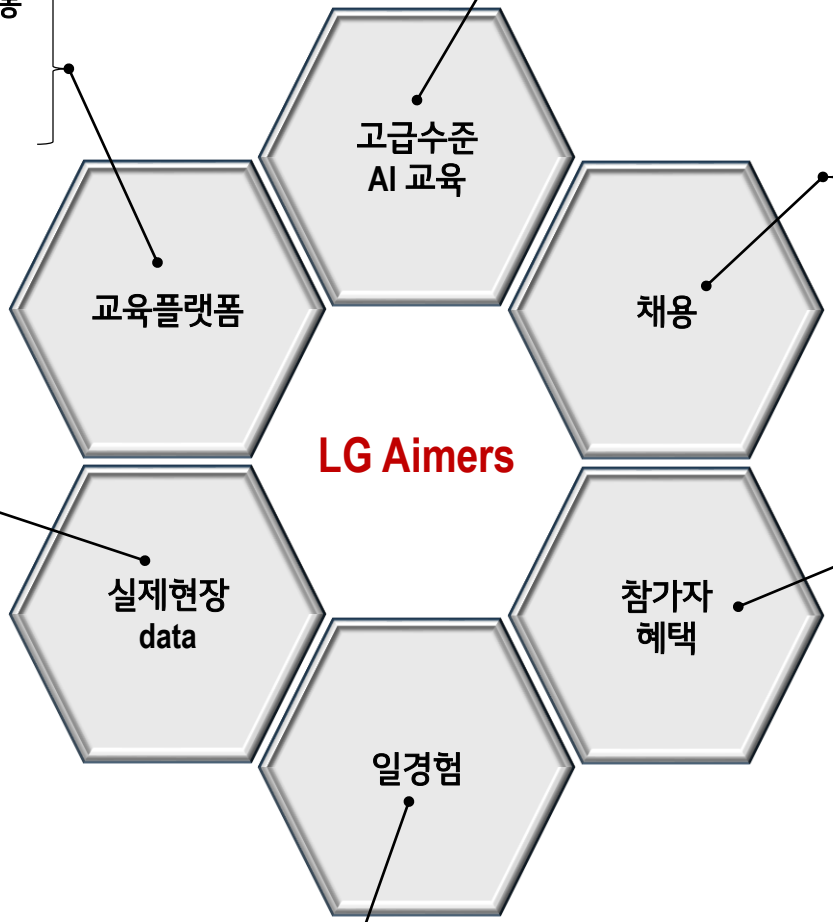 고급수준
AI 교육
교육플랫폼
채용
LG Aimers
실제현장
data
참가자
혜택
일경험